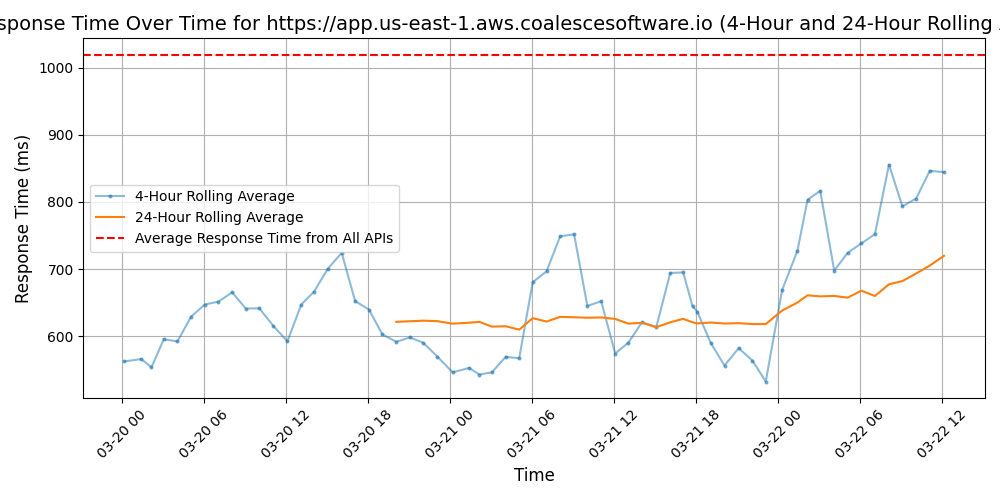 sponse Time Over Time for https://app.us-east-1.aws.coalescesoftware.io (4-Hour and 24-Hour Rolling
1000
900
800
700
600
Response Time (ms)
4-Hour Rolling Average
24-Hour Rolling Average
Average Response Time from All APIs
03-20 00
03-20 06
03-20 12
03-20 18
03-21 00
03-21 06
03-21 12
03-21 18
03-22 00
03-22 06
03-22 12
Time